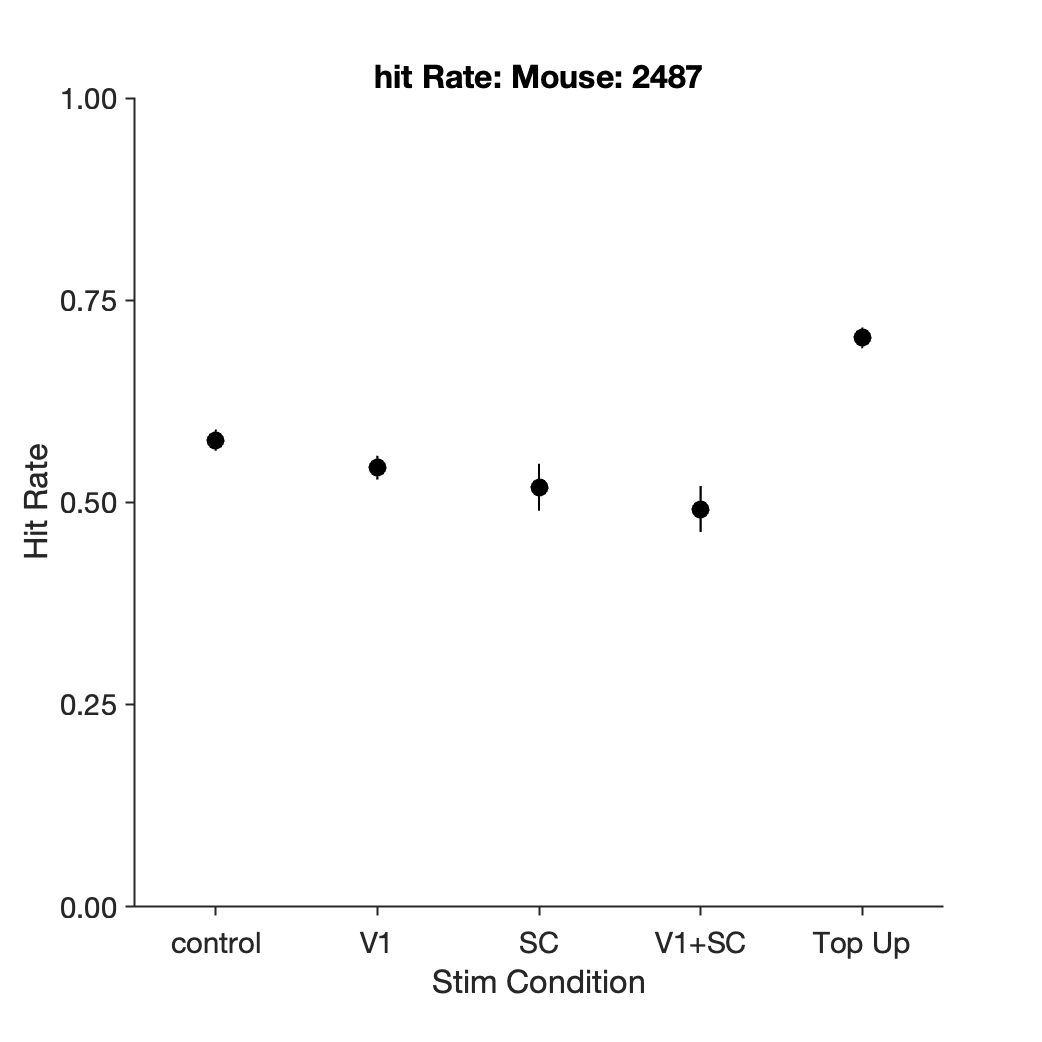 hit Rate: Mouse: 2487
1.00
0.75
0.50
0.25
0.00
Hit Rate
control
V1
SC
V1+SC
Top Up
Stim Condition